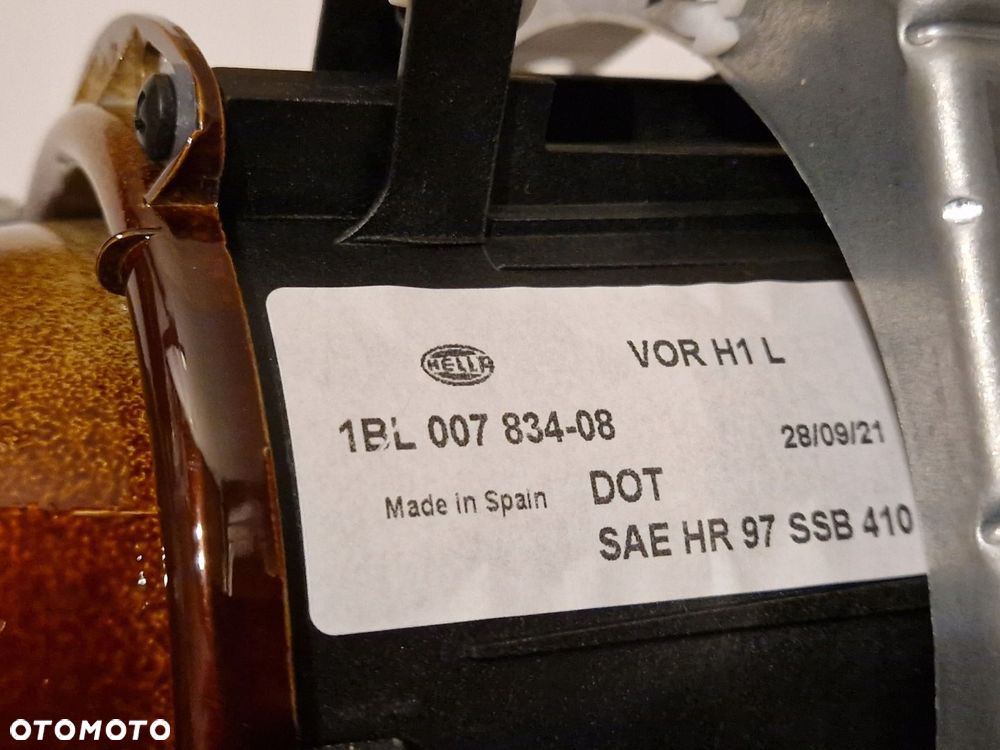 HELLA
VOR H1 L
1BL 007 834-08
28/09/21
Made in Spain
DOT
SAE HR 97 SSB 410
OTOMOTO